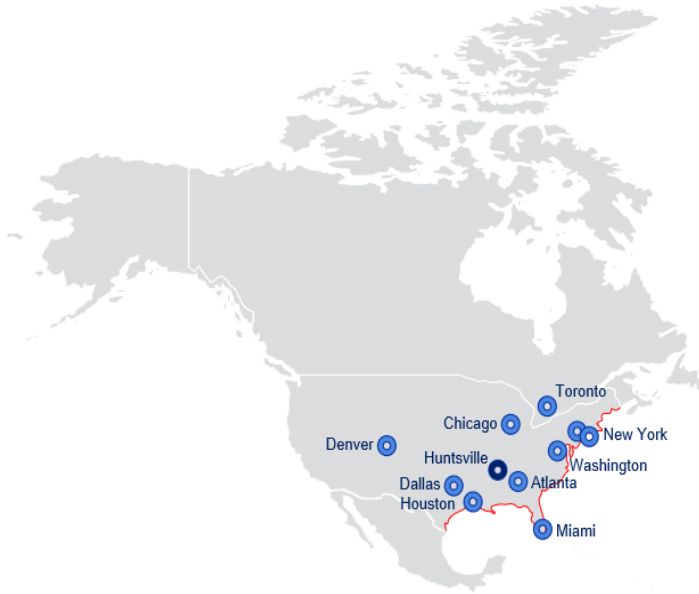 Toronto
Chicago
New York
Denver
Huntsville
Washington
Dallas
Atlanta
Houston
Miami